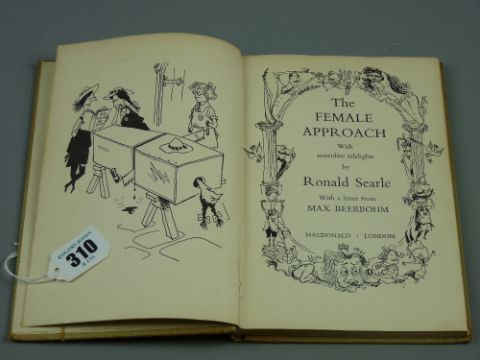 310
The
FEMALE
APPROACH
With
masculine sidelights
by
Ronald Searle
With a letter from
MAX BEERBOHM
MACDONALD : LONDON